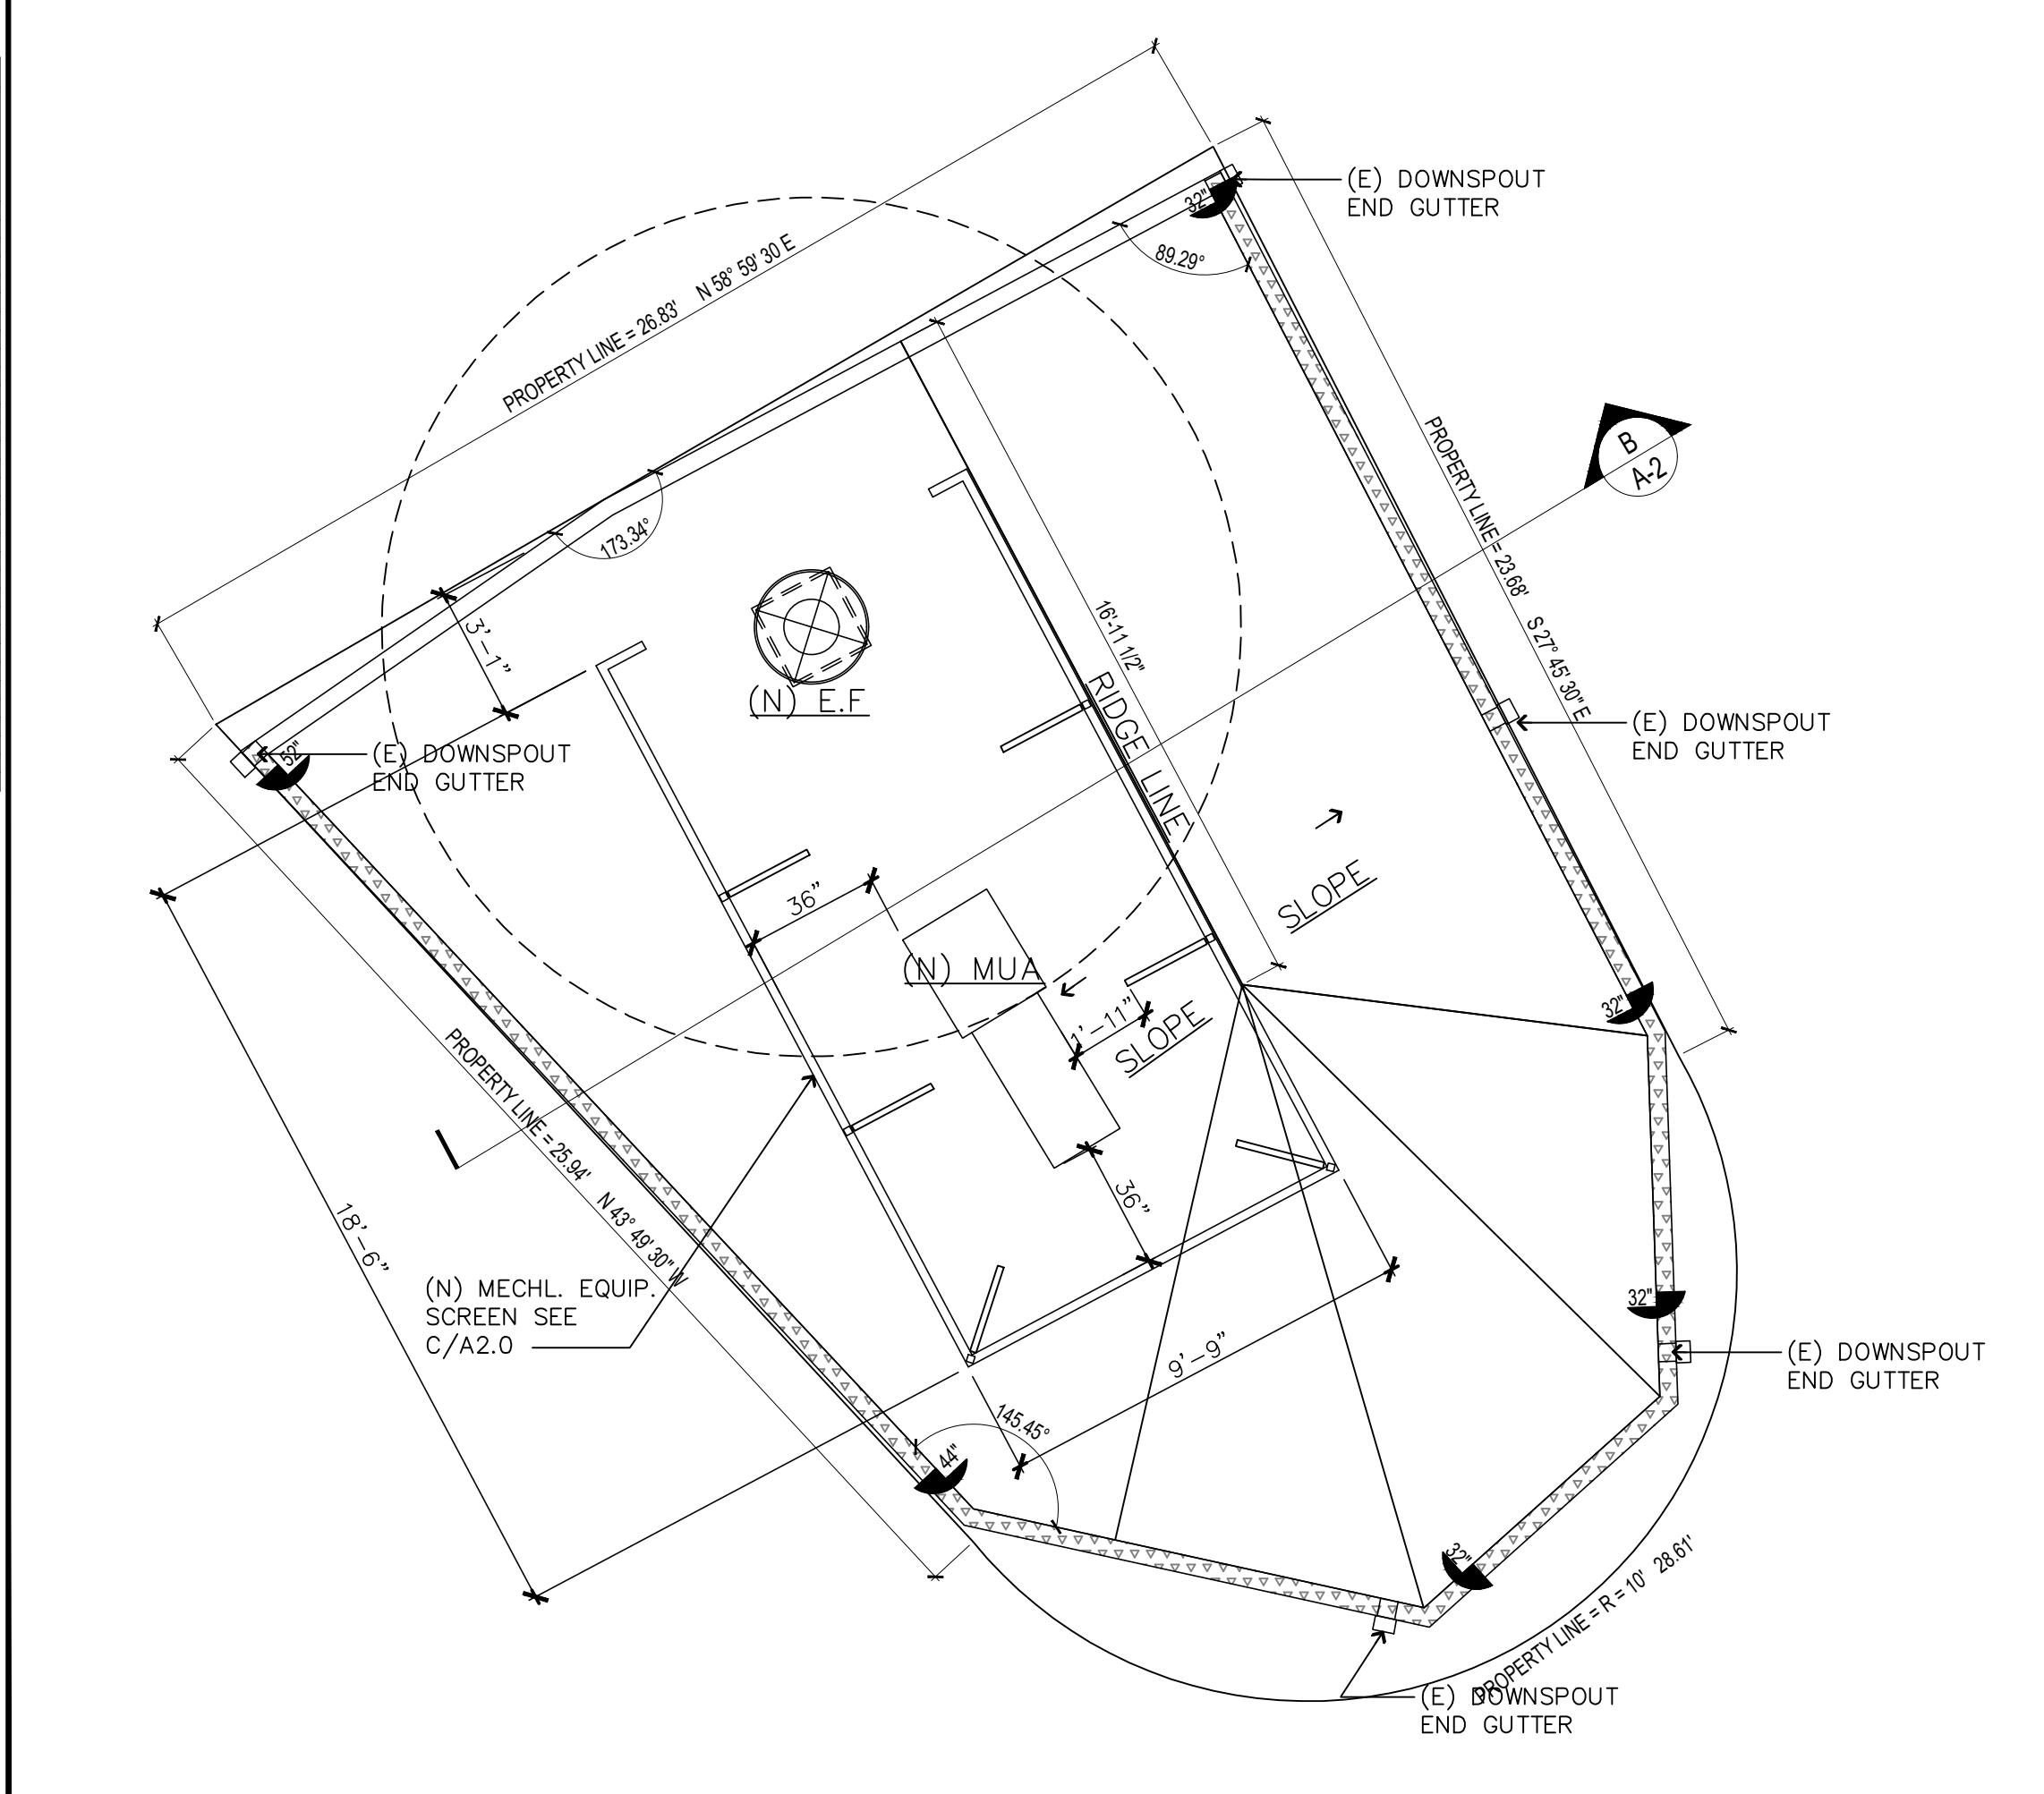 (E) DOWNSPOUT
END GUTTER
32"
89.29°
PROPERTY LINE = 26.83' N 58° 59' 30 E
PROPERTY LINE = 23.68' S 27° 45' 30" E
B
A-2
173.34°
3'-1"
16'-11 1/2"
(N) E.F
RIDGE LINE
(E) DOWNSPOUT
END GUTTER
52"
(E) DOWNSPOUT
END GUTTER
36"
SLOPE
(N) MUA
1'-11"
SLOPE
32"
PROPERTY LINE = 25.94' N 43° 49' 30" W
18'-6"
36"
(N) MECHL. EQUIP.
SCREEN SEE
C/A2.0
32"
9'-9"
(E) DOWNSPOUT
END GUTTER
145.45°
44"
32"
PROPERTY LINE = R = 10' 28.61'
(E) DOWNSPOUT
END GUTTER